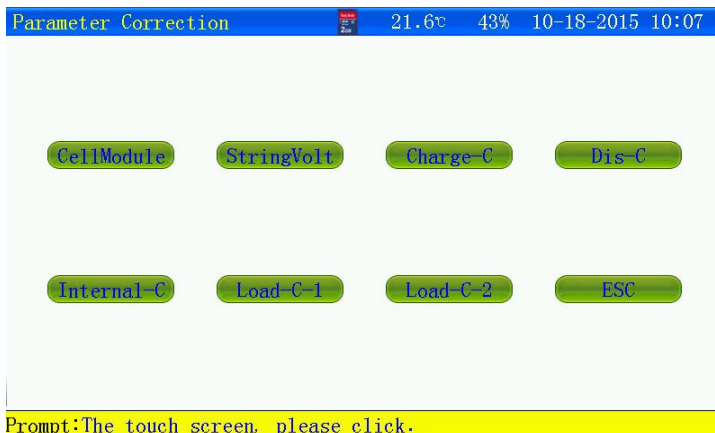 Parameter Correction 21.6℃ 43% 10-18-2015 10:07
CellModule StringVolt Charge-C Dis-C
Internal-C Load-C-1 Load-C-2 ESC
Prompt:The touch screen, please click.